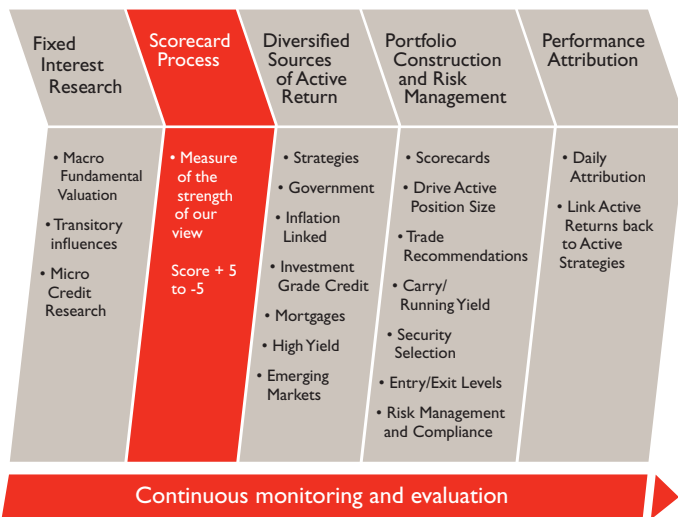 Fixed
Interest
Research
• Macro
Fundamental
Valuation
• Transitory
influences
• Micro
Credit
Research
Scorecard
Process
• Measure
of the
strength
of our
view
Score + 5
to -5
Diversified
Sources
of Active
Return
• Strategies
• Government
• Inflation
Linked
• Investment
Grade Credit
• Mortgages
• High Yield
• Emerging
Markets
Portfolio
Construction
and Risk
Management
• Scorecards
• Drive Active
Position Size
• Trade
Recommendations
• Carry/
Running Yield
• Security
Selection
• Entry/Exit Levels
• Risk Management
and Compliance
Performance
Attribution
• Daily
Attribution
• Link Active
Returns back
to Active
Strategies
Continuous monitoring and evaluation